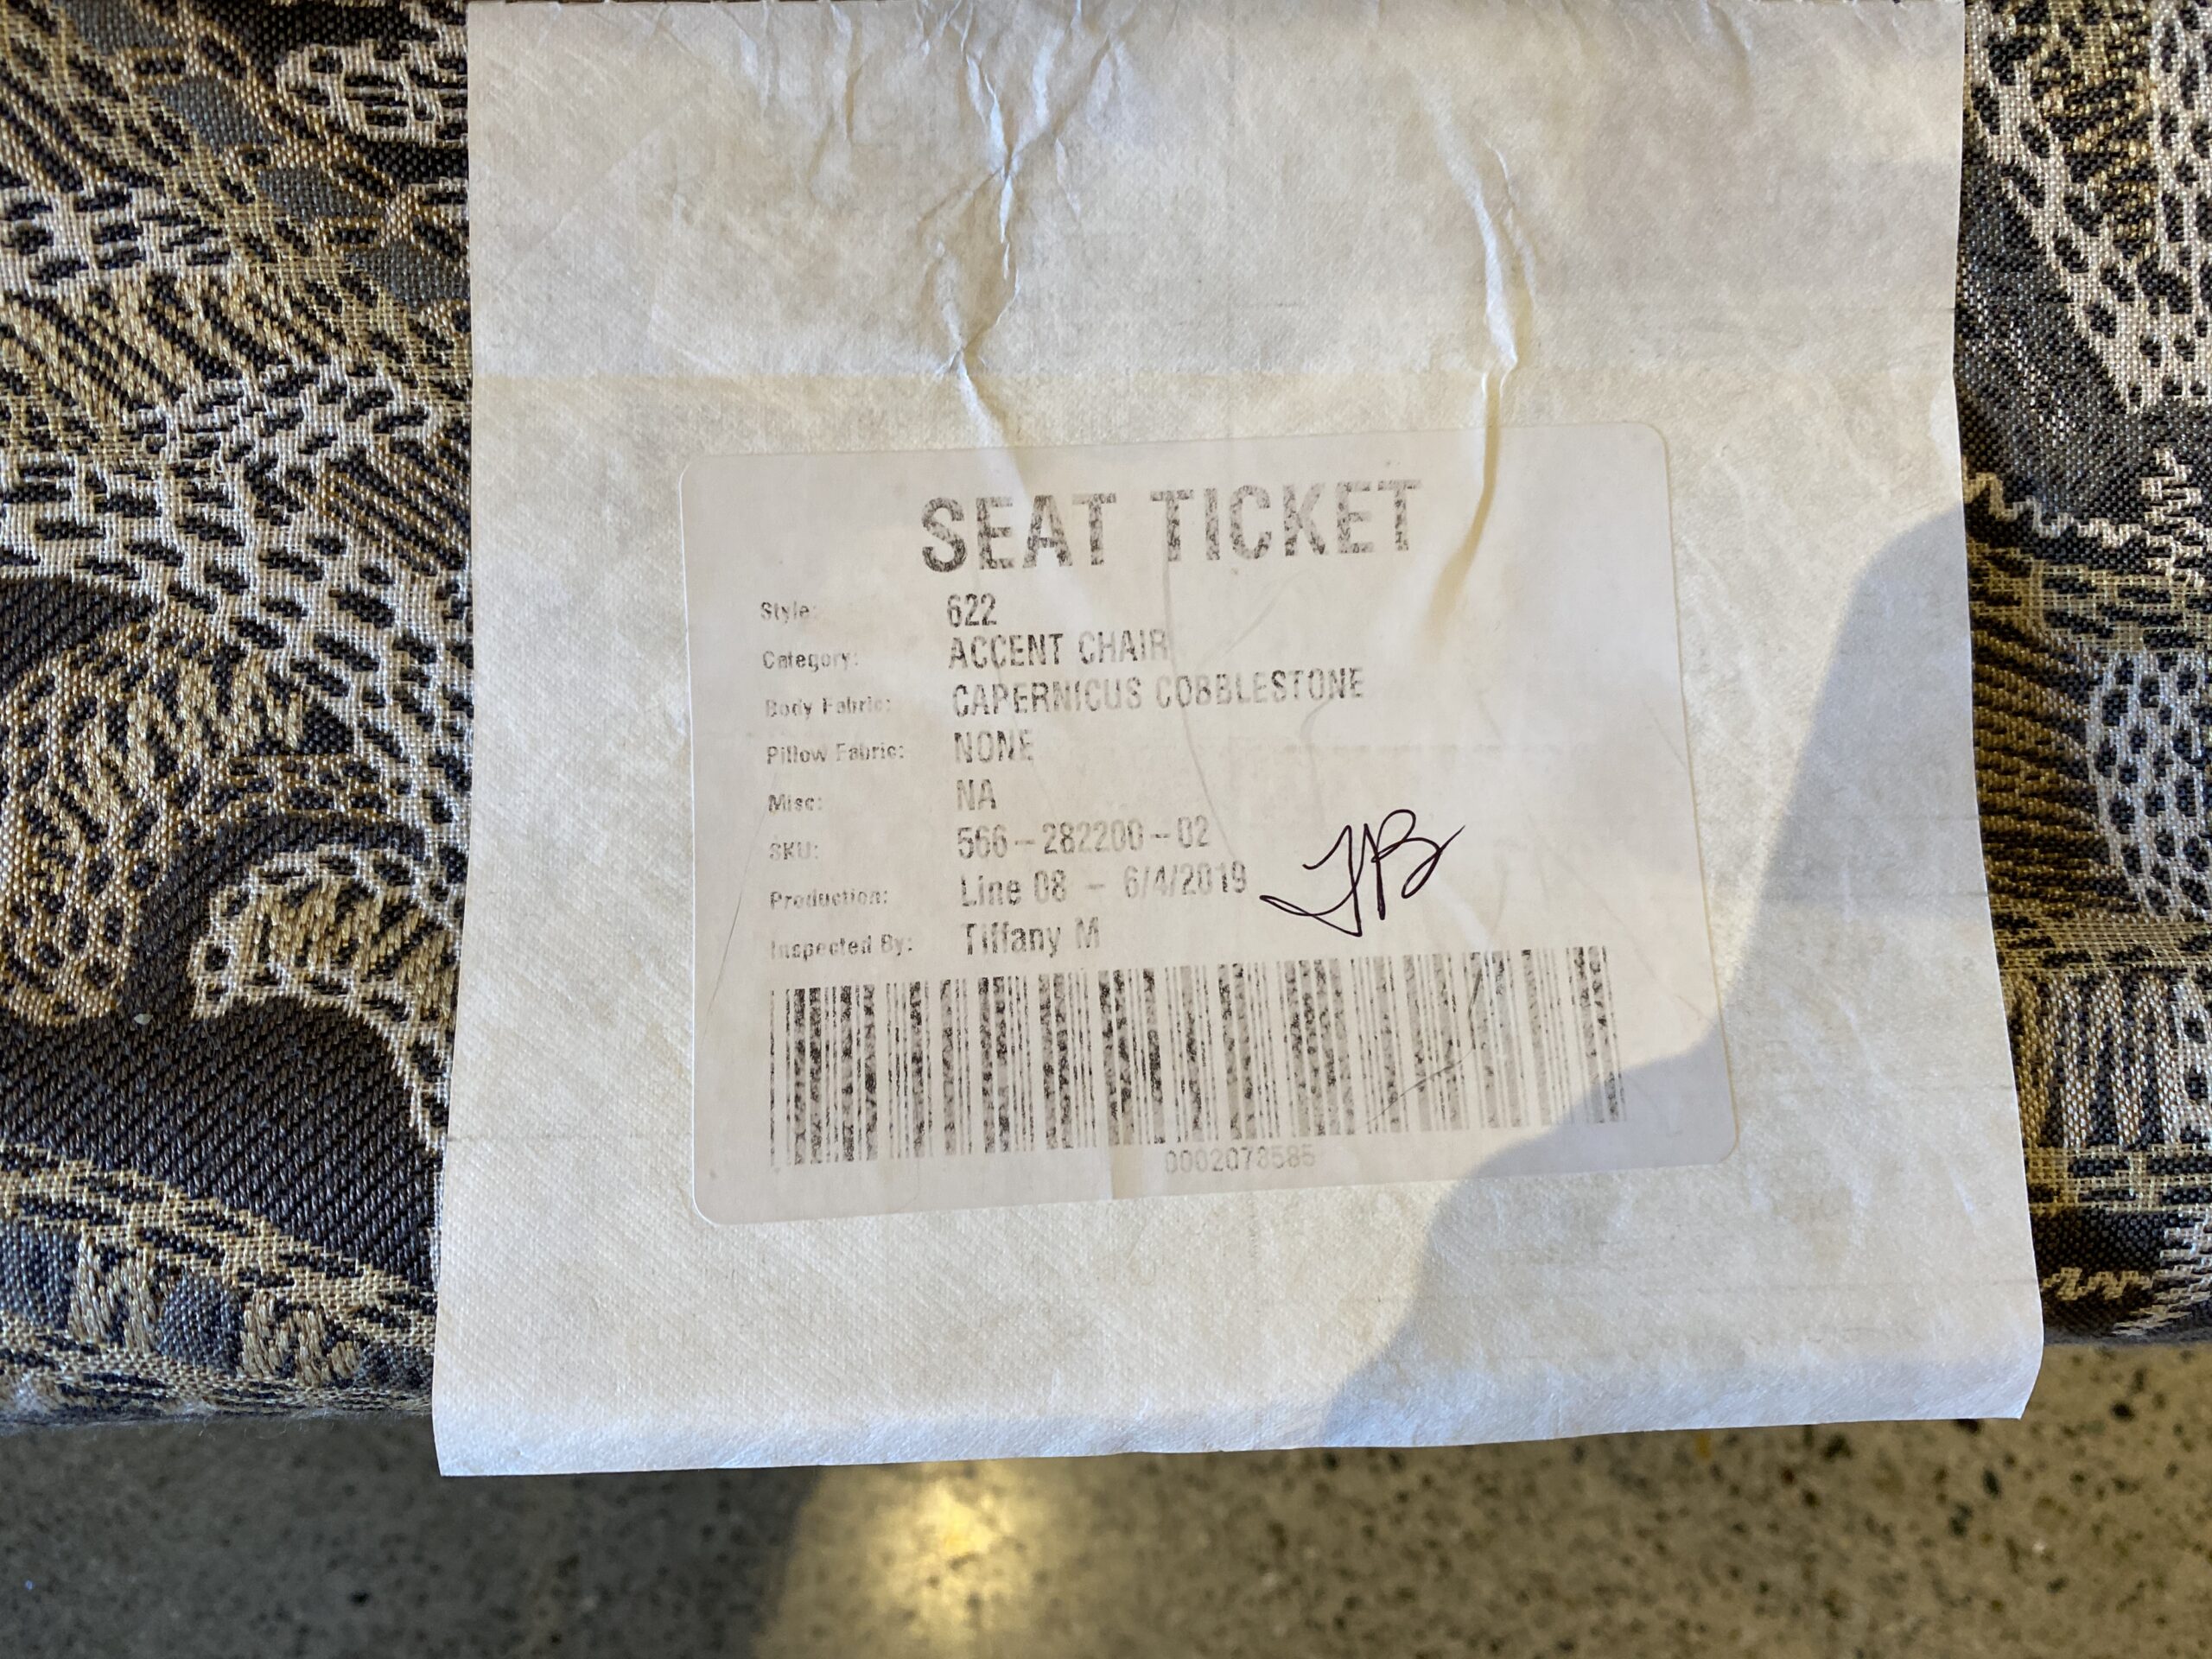 SEAT TICKET
Style: 622
Category: ACCENT CHAIR
Body Fabric: CAPERNICUS COBBLESTONE
Pillow Fabric: NONE
Misc: NA
SKU: 566-282200-02
Production: Line 08 - 6/4/2019
Inspected By: Tiffany M
0002078585